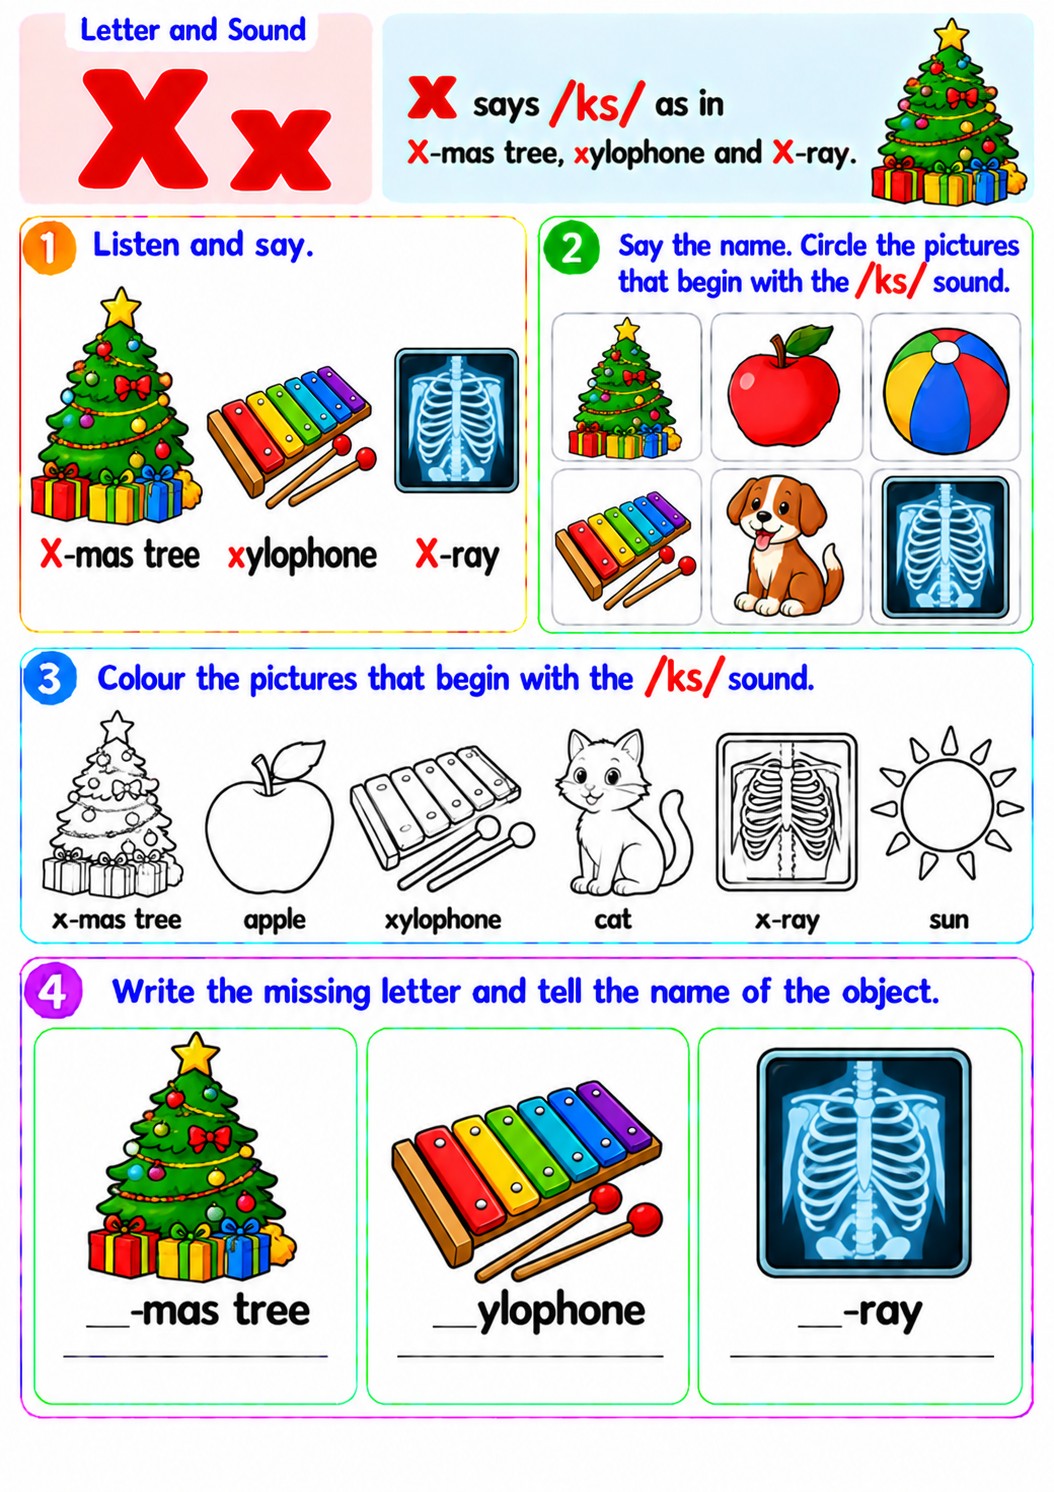 Letter and Sound
X x
X says /ks/ as in
X-mas tree, xylophone and X-ray.
1 Listen and say.
X-mas tree xylophone X-ray
2 Say the name. Circle the pictures
that begin with the /ks/ sound.
3 Colour the pictures that begin with the /ks/ sound.
x-mas tree apple xylophone cat x-ray sun
4 Write the missing letter and tell the name of the object.
__-mas tree __ylophone __-ray